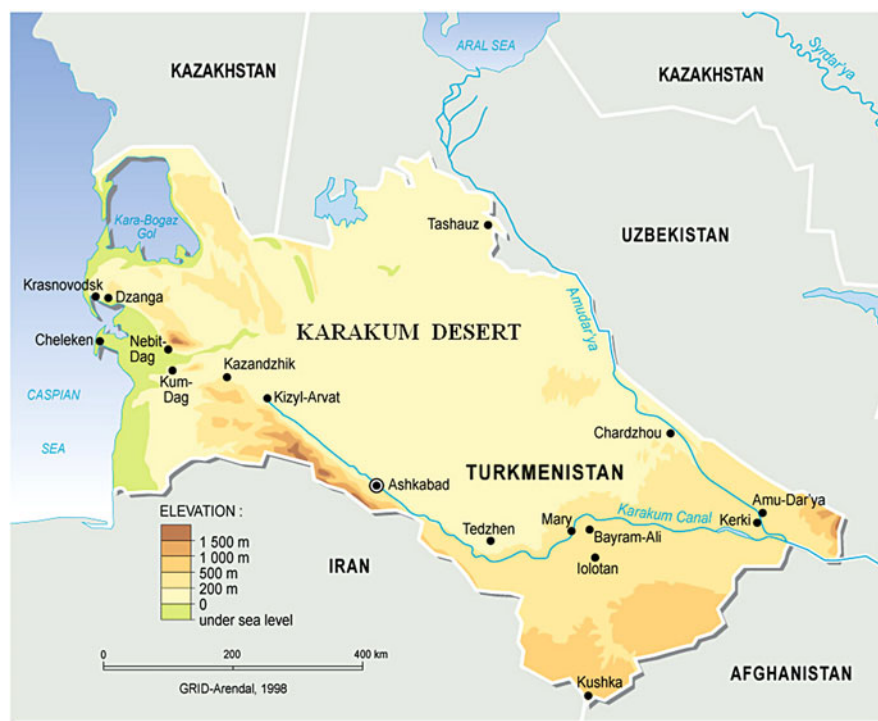 ARAL SEA
KAZAKHSTAN
KAZAKHSTAN
Syrdar'ya
Kara-Bogaz
Gol
Tashauz
UZBEKISTAN
Krasnovodsk
Dzanga
Amudar'ya
KARAKUM DESERT
Cheleken
Nebit-
Dag
Kazandzhik
Kum-
Dag
Kizyl-Arvat
CASPIAN
SEA
Chardzhou
TURKMENISTAN
Ashkabad
ELEVATION :
1 500 m
1 000 m
500 m
200 m
0
under sea level
Amu-Dar'ya
Karakum Canal
Kerki
Tedzhen
Mary
Bayram-Ali
Iolotan
IRAN
0
200
400 km
GRID-Arendal, 1998
AFGHANISTAN
Kushka